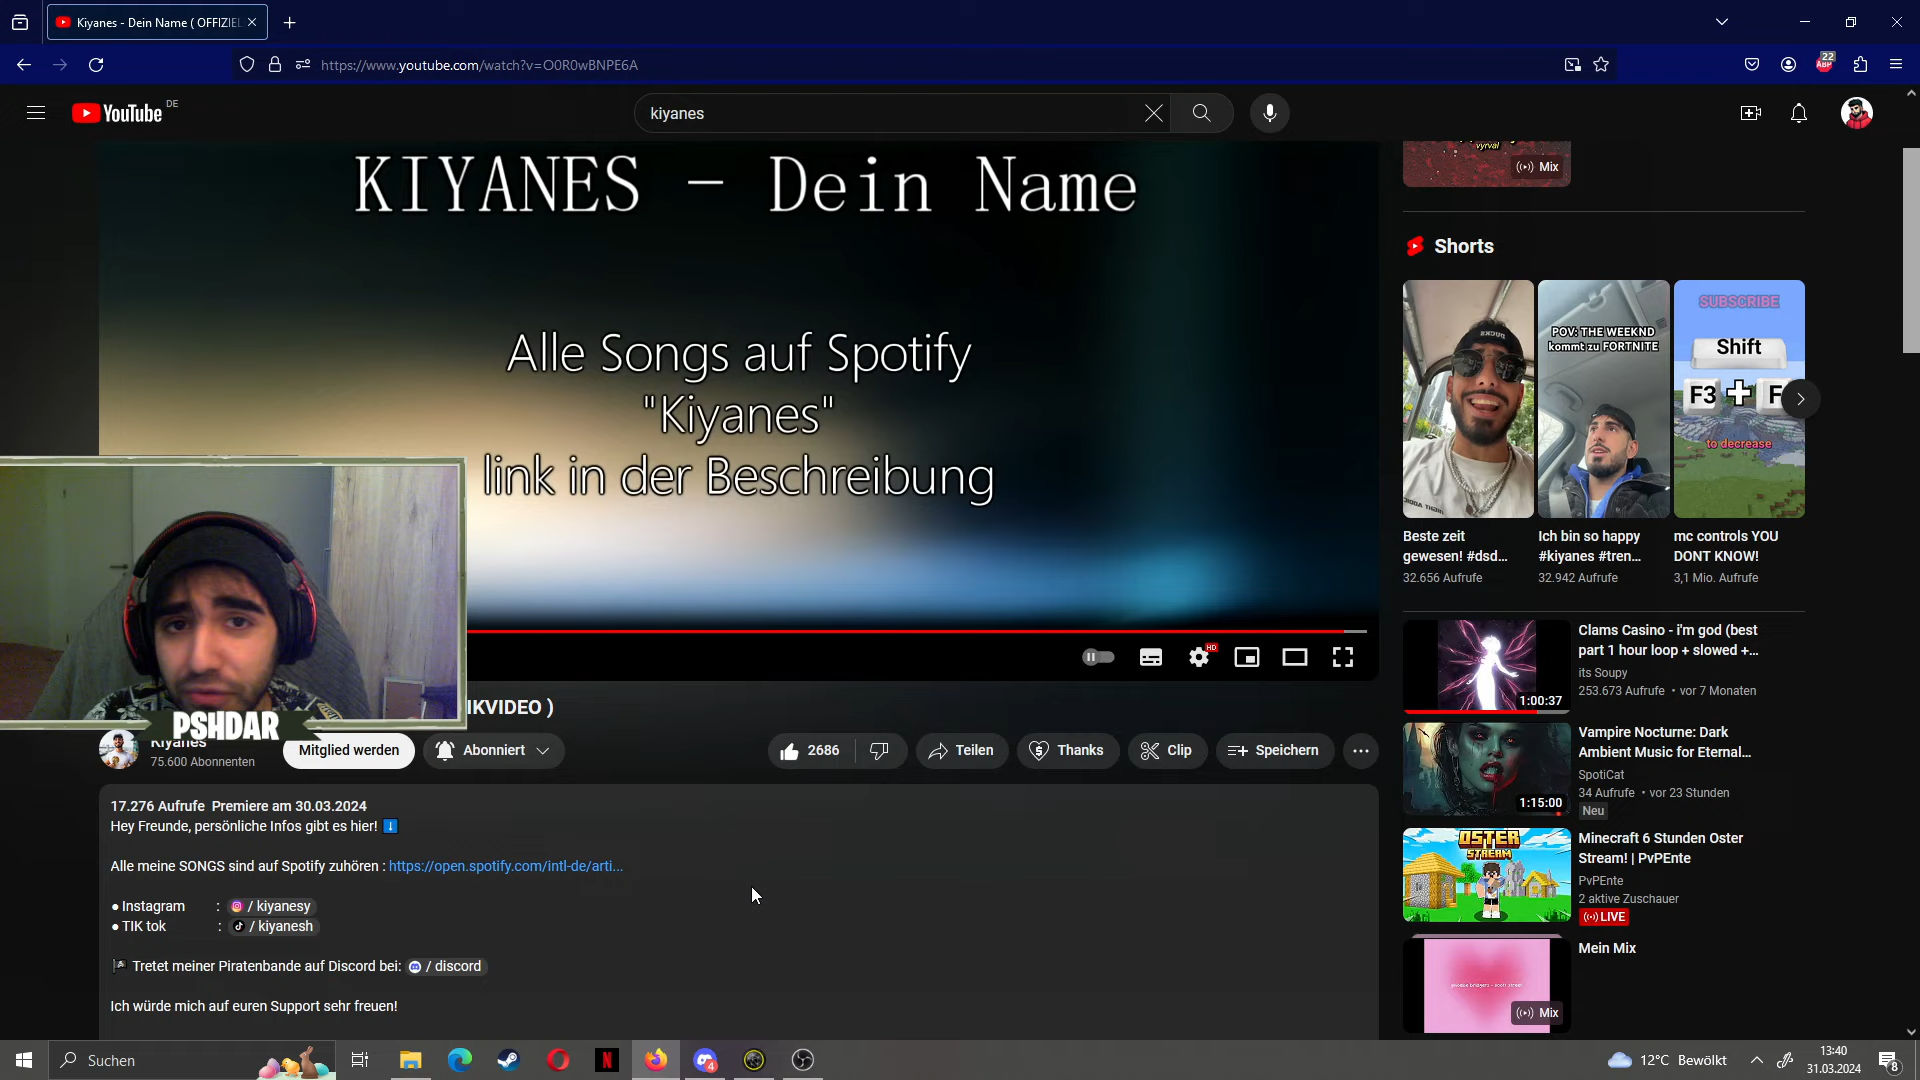 Kiyanes - Dein Name ( OFFIZIEL
https://www.youtube.com/watch?v=O0R0wBNPE6A
22
ABP
YouTube DE
kiyanes
KIYANES - Dein Name
Alle Songs auf Spotify
"Kiyanes"
link in der Beschreibung
HD
PSHDAR
IKVIDEO )
Kiyanes
75.600 Abonnenten
Mitglied werden
Abonniert
2686
Teilen
Thanks
Clip
Speichern
17.276 Aufrufe Premiere am 30.03.2024
Hey Freunde, persönliche Infos gibt es hier!
Alle meine SONGS sind auf Spotify zuhören : https://open.spotify.com/intl-de/arti...
● Instagram : / kiyanesy
● TIK tok : / kiyanesh
Tretet meiner Piratenbande auf Discord bei: / discord
Ich würde mich auf euren Support sehr freuen!
vyrval
Mix
Shorts
POV: THE WEEKND
kommt zu FORTNITE
SUBSCRIBE
Shift
F3 + F
to decrease
Beste zeit
gewesen! #dsd...
32.656 Aufrufe
Ich bin so happy
#kiyanes #tren...
32.942 Aufrufe
mc controls YOU
DONT KNOW!
3,1 Mio. Aufrufe
1:00:37
Clams Casino - i'm god (best
part 1 hour loop + slowed +...
its Soupy
253.673 Aufrufe • vor 7 Monaten
1:15:00
Vampire Nocturne: Dark
Ambient Music for Eternal...
SpotiCat
34 Aufrufe • vor 23 Stunden
Neu
OSTER
STREAM
Minecraft 6 Stunden Oster
Stream! | PvPEnte
PvPEnte
2 aktive Zuschauer
LIVE
Mein Mix
Mix
Suchen
N
4
12°C Bewölkt
13:40
31.03.2024
8